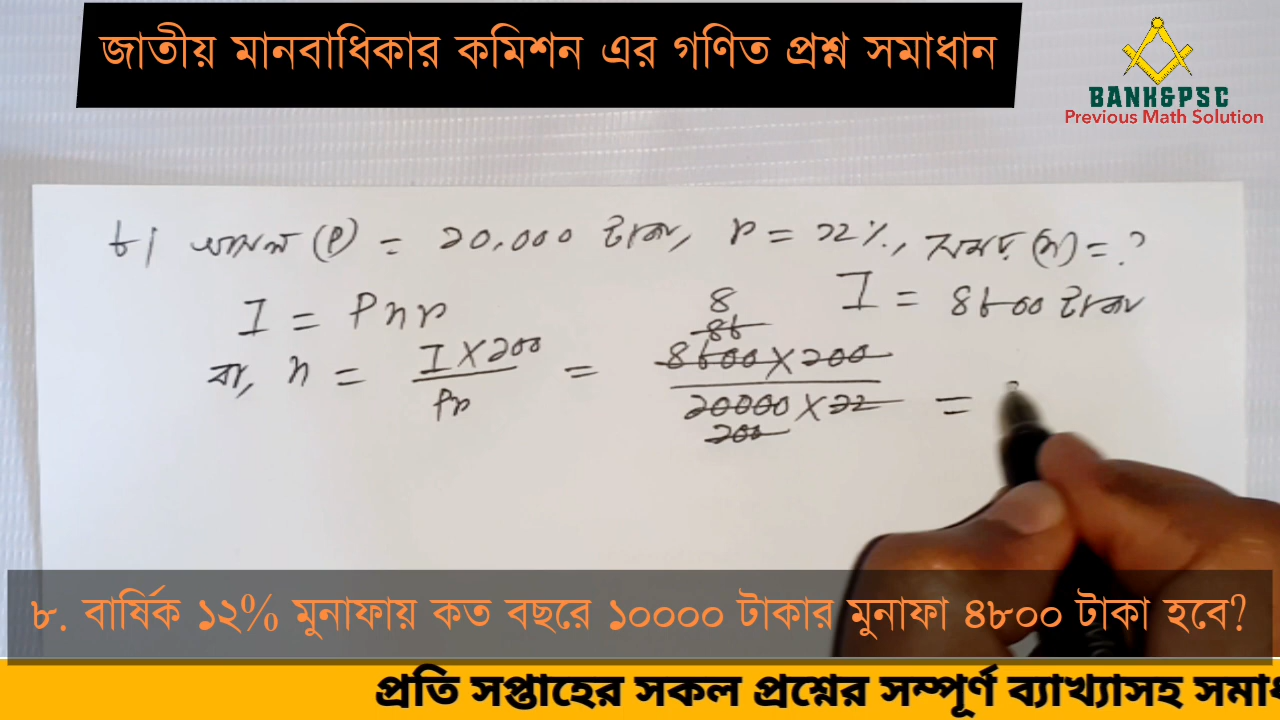 জাতীয় মানবাধিকার কমিশন এর গণিত প্রশ্ন সমাধান
BANK&PSC
Previous Math Solution
৮। আসল (P) = ১০,০০০ টাকা, r = ১২%, সময় (n) = ?
I = Pnr
I = ৪৮০০ টাকা
বা, n = I × ১০০ / Pr = ৪৮০০ × ১০০ / ১০০০০ × ১২ =
৪
৪৮
১০০
৮. বার্ষিক ১২% মুনাফায় কত বছরে ১০০০০ টাকার মুনাফা ৪৮০০ টাকা হবে?
প্রতি সপ্তাহের সকল প্রশ্নের সম্পূর্ণ ব্যাখ্যাসহ সমা